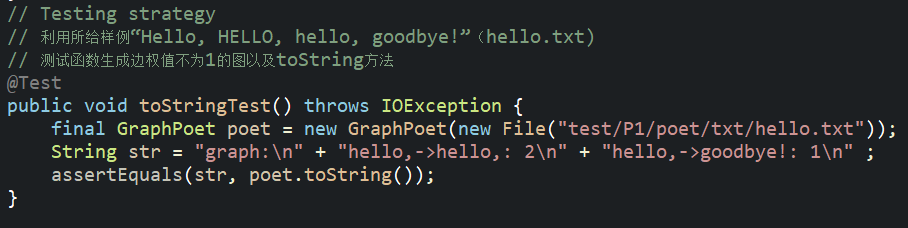 // Testing strategy
// 利用所给样例“Hello, HELLO, hello, goodbye!”（hello.txt)
// 测试函数生成边权值不为1的图以及toString方法
@Test
public void toStringTest() throws IOException {
    final GraphPoet poet = new GraphPoet(new File("test/P1/poet/txt/hello.txt"));
    String str = "graph:\n" + "hello,->hello,: 2\n" + "hello,->goodbye!: 1\n" ;
    assertEquals(str, poet.toString());
}